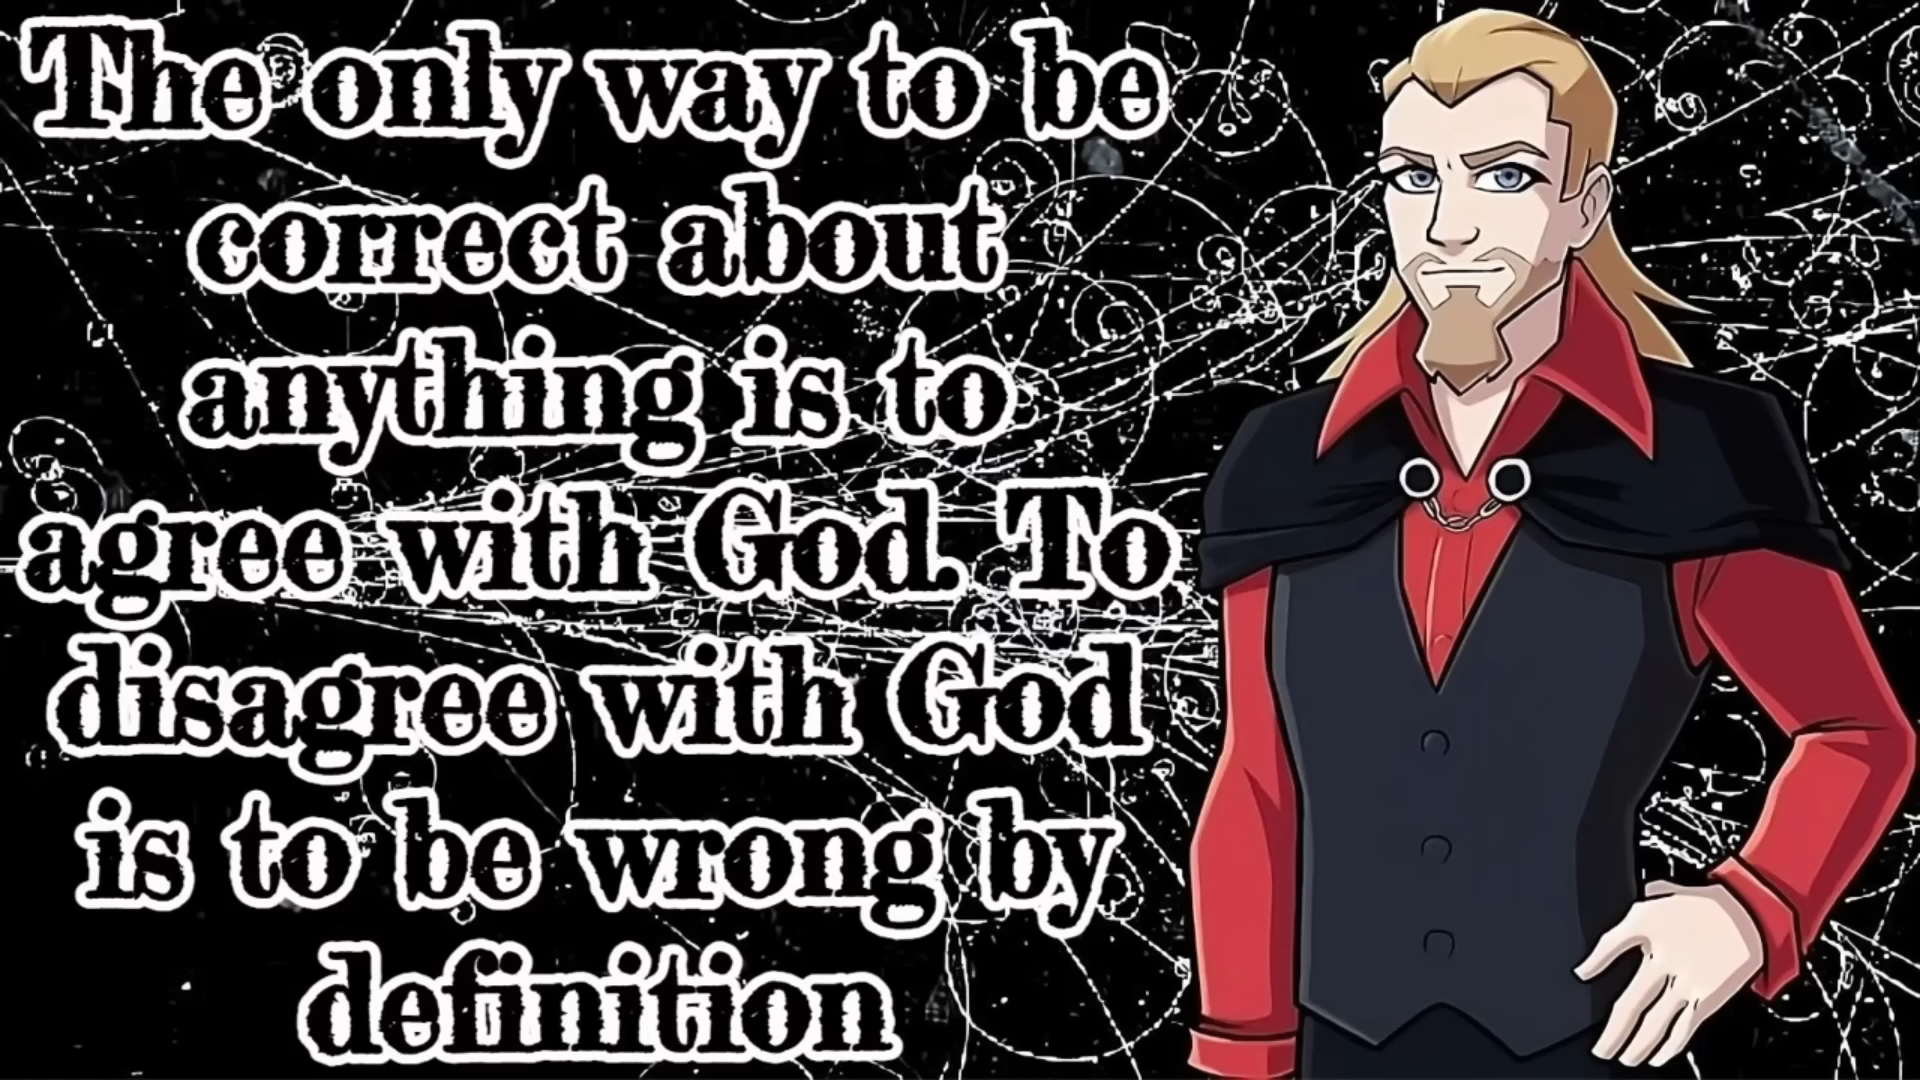 The only way to be
correct about
anything is to
agree with God. To
disagree with God
is to be wrong by
definition